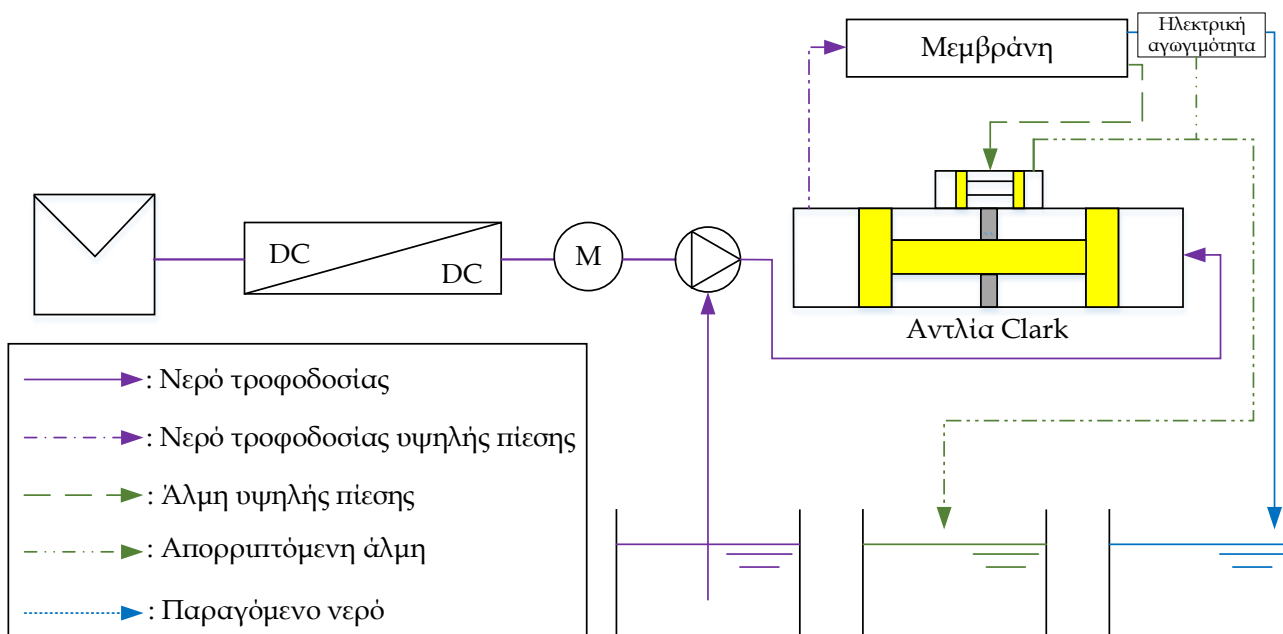 Μεμβράνη
Ηλεκτρική
αγωγιμότητα
DC
DC
M
Αντλία Clark
: Νερό τροφοδοσίας
: Νερό τροφοδοσίας υψηλής πίεσης
: Άλμη υψηλής πίεσης
: Απορριπτόμενη άλμη
: Παραγόμενο νερό